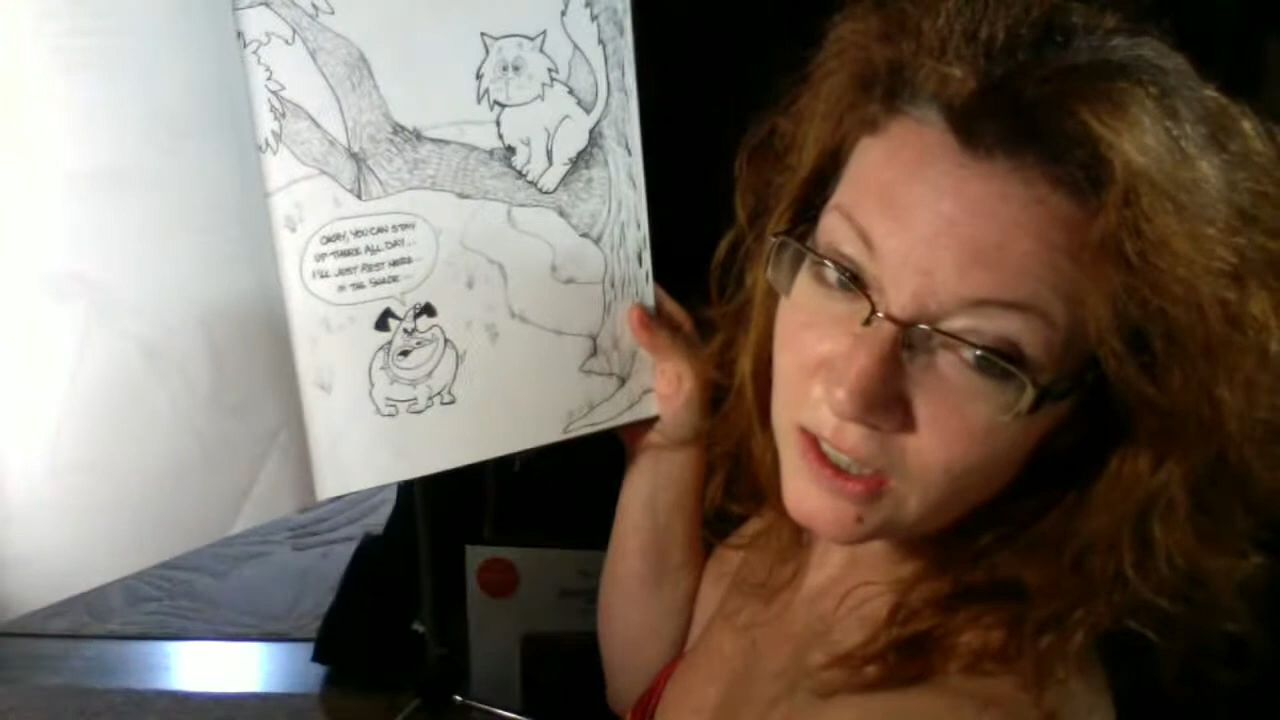 OKAY, YOU CAN STAY
UP THERE ALL DAY...
I'LL JUST REST HERE
IN THE SHADE...